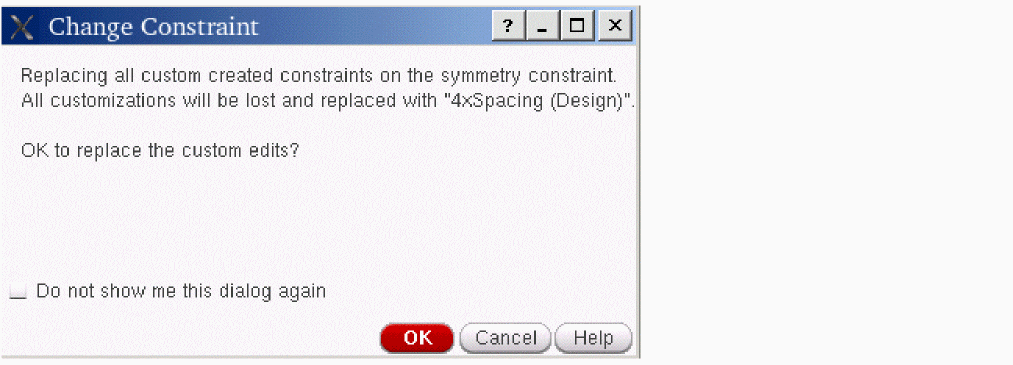 Change Constraint
?
Replacing all custom created constraints on the symmetry constraint.
All customizations will be lost and replaced with "4xSpacing (Design)".
OK to replace the custom edits?
Do not show me this dialog again
OK Cancel Help